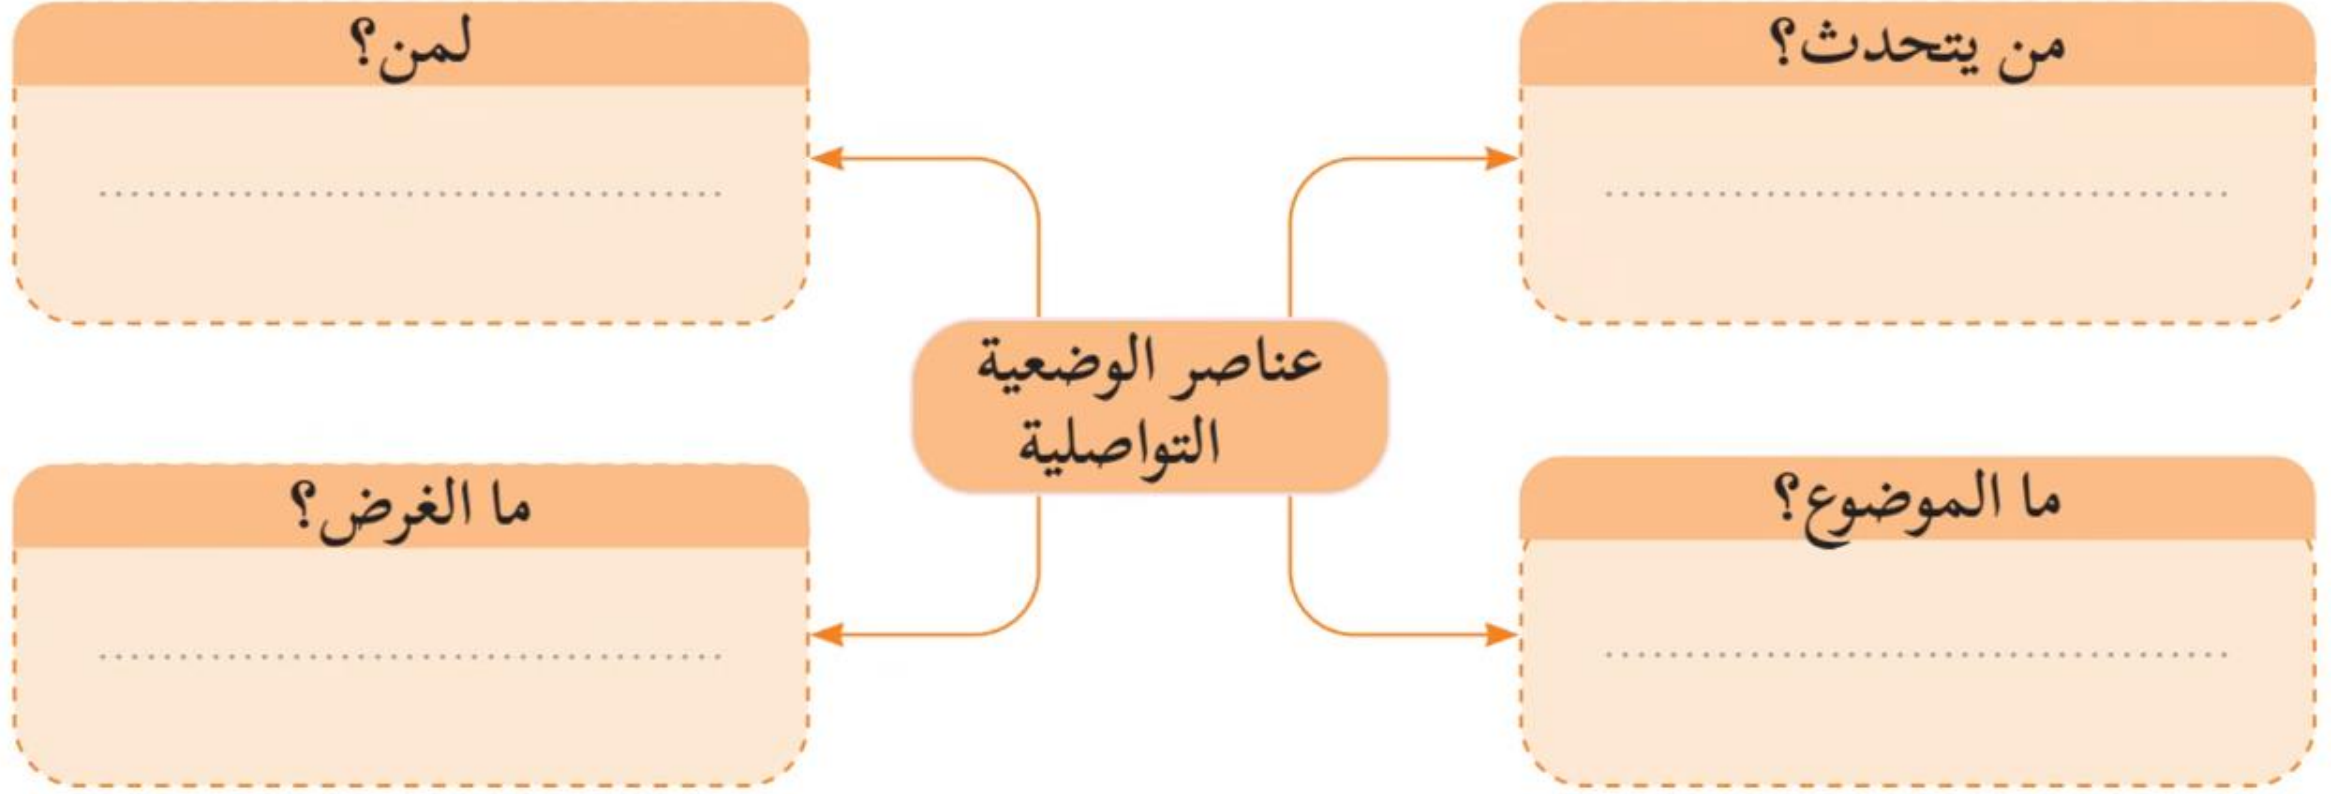 من يتحدث؟
لمن؟
عناصر الوضعية
التواصلية
ما الموضوع؟
ما الغرض؟